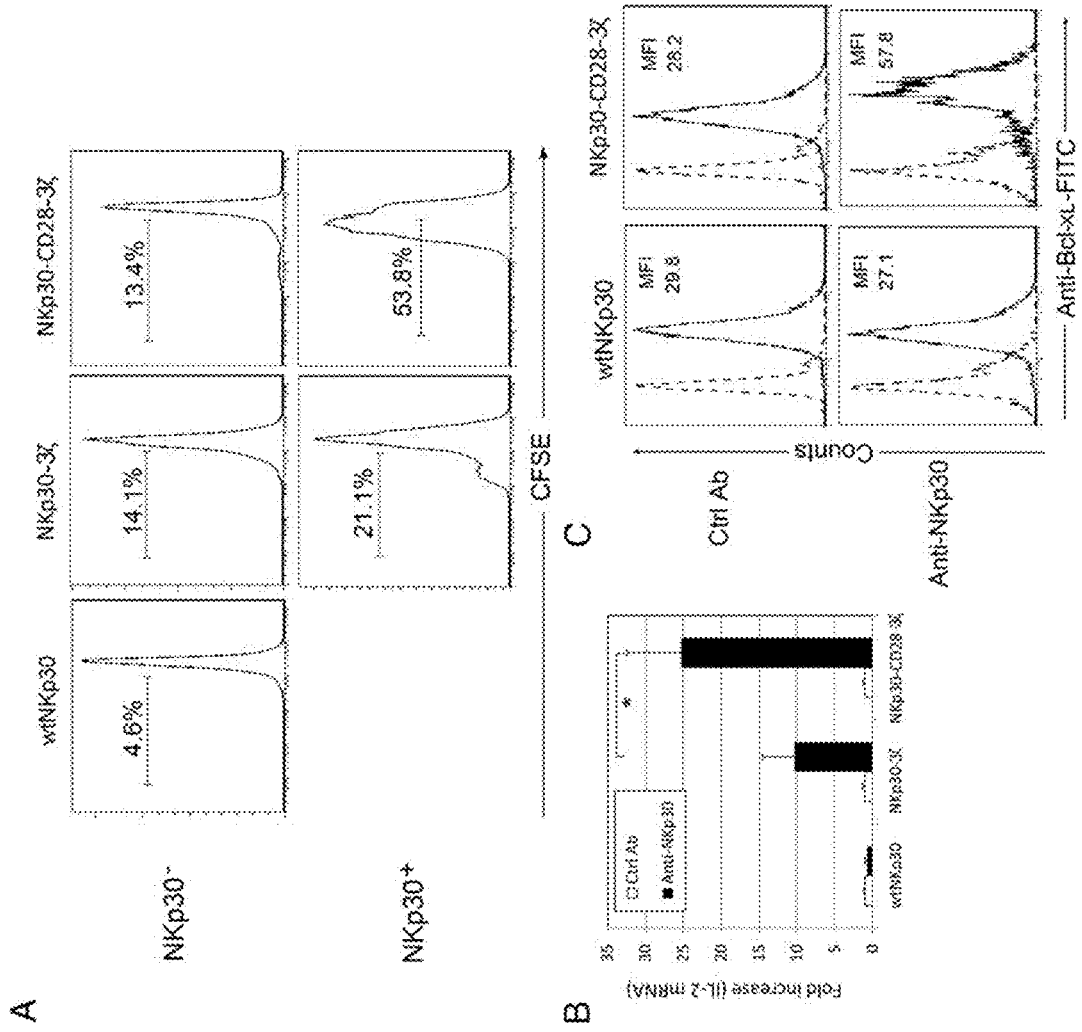 A
wtNKp30
NKp30-3ζ
NKp30-CD28-3ζ
NKp30⁻
4.6%
14.1%
13.4%
NKp30⁺
21.1%
53.8%
CFSE
B
Fold increase (IL-2 mRNA)
35
30
25
20
15
10
5
0
□ Ctrl Ab
■ Anti-NKp30
*
wtNKp30
NKp30-3ζ
NKp30-CD28-3ζ
C
wtNKp30
NKp30-CD28-3ζ
Ctrl Ab
MFI
29.8
MFI
28.2
Anti-NKp30
MFI
27.1
MFI
57.8
Counts
Anti-Bcl-xL-FITC